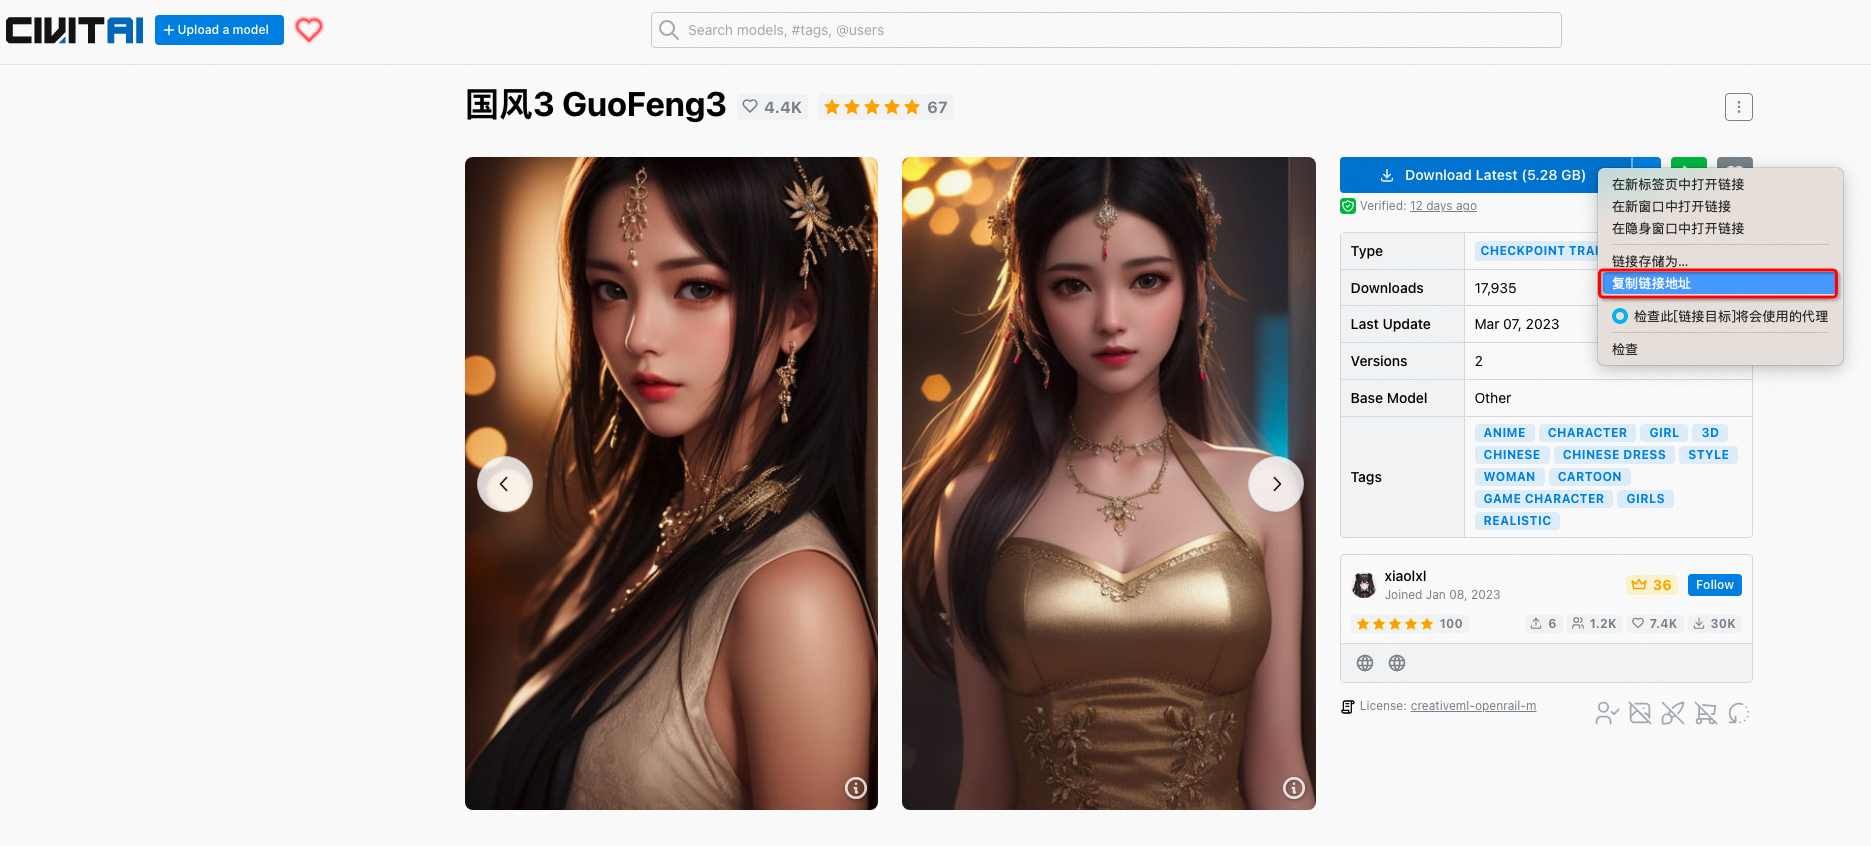 CIVITAI
+ Upload a model
Search models, #tags, @users
国风3 GuoFeng3
4.4K
67
Download Latest (5.28 GB)
Verified: 12 days ago
Type
CHECKPOINT
Downloads
17,935
Last Update
Mar 07, 2023
Versions
2
Base Model
Other
Tags
ANIME CHARACTER GIRL 3D
CHINESE CHINESE DRESS STYLE
WOMAN CARTOON
GAME CHARACTER GIRLS
REALISTIC
在新标签页中打开链接
在新窗口中打开链接
在隐身窗口中打开链接
链接存储为...
复制链接地址
检查此[链接目标]将会使用的代理
检查
xiaolxl
Joined Jan 08, 2023
36
Follow
100
6
1.2K
7.4K
30K
License: creativeml-openrail-m